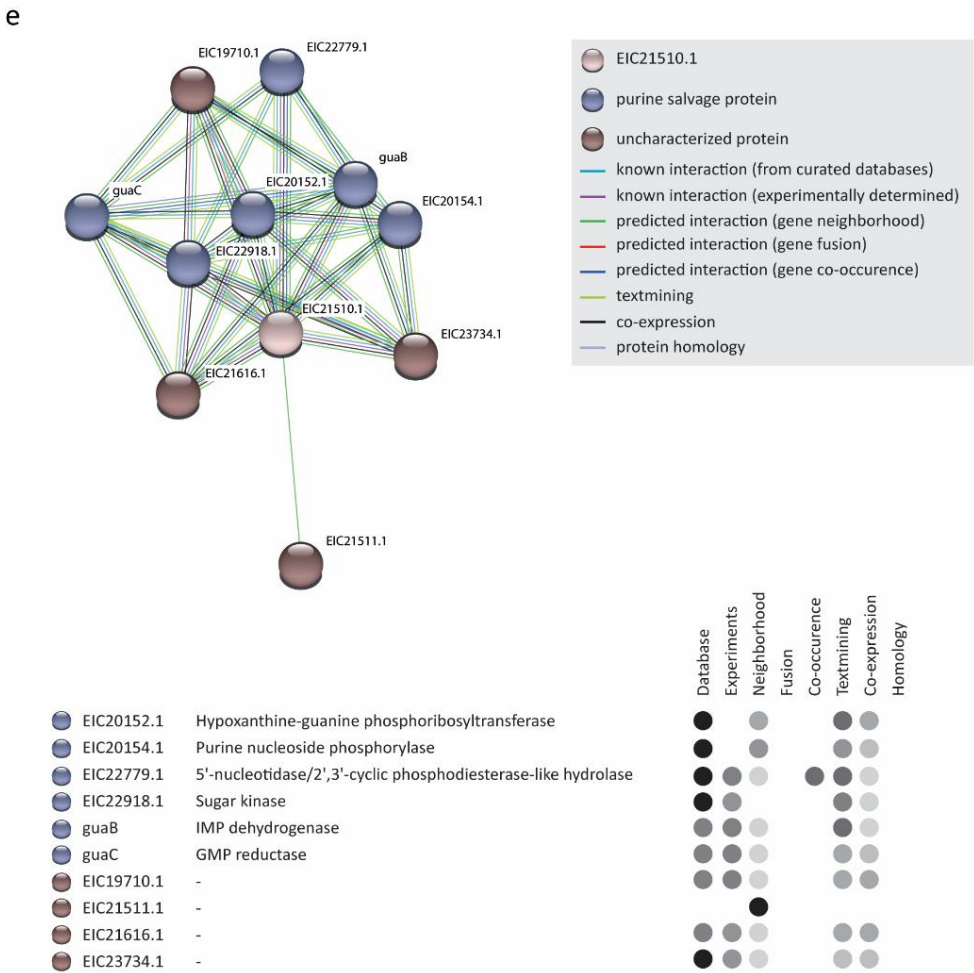 e
EIC19710.1
EIC22779.1
guaB
EIC20152.1
guaC
EIC20154.1
EIC22918.1
EIC21510.1
EIC23734.1
EIC21616.1
EIC21511.1
EIC21510.1
purine salvage protein
uncharacterized protein
known interaction (from curated databases)
known interaction (experimentally determined)
predicted interaction (gene neighborhood)
predicted interaction (gene fusion)
predicted interaction (gene co-occurence)
textmining
co-expression
protein homology
Database
Experiments
Neighborhood
Fusion
Co-occurence
Textmining
Co-expression
Homology
EIC20152.1 Hypoxanthine-guanine phosphoribosyltransferase
EIC20154.1 Purine nucleoside phosphorylase
EIC22779.1 5'-nucleotidase/2',3'-cyclic phosphodiesterase-like hydrolase
EIC22918.1 Sugar kinase
guaB IMP dehydrogenase
guaC GMP reductase
EIC19710.1 -
EIC21511.1 -
EIC21616.1 -
EIC23734.1 -